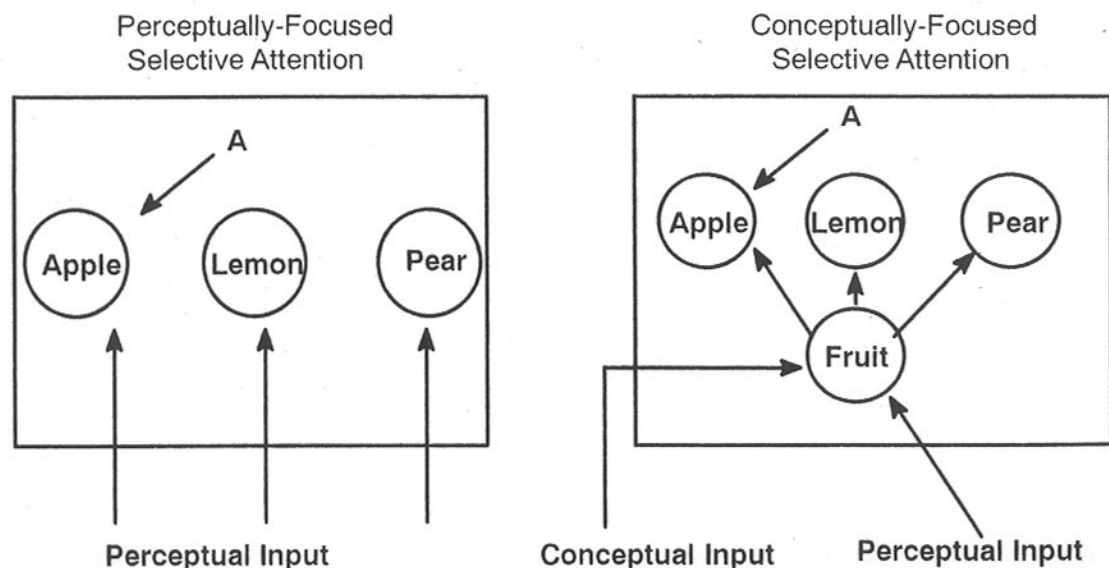 Perceptually-Focused
Selective Attention
A
Apple
Lemon
Pear
Perceptual Input
Conceptually-Focused
Selective Attention
A
Apple
Lemon
Pear
Fruit
Conceptual Input
Perceptual Input